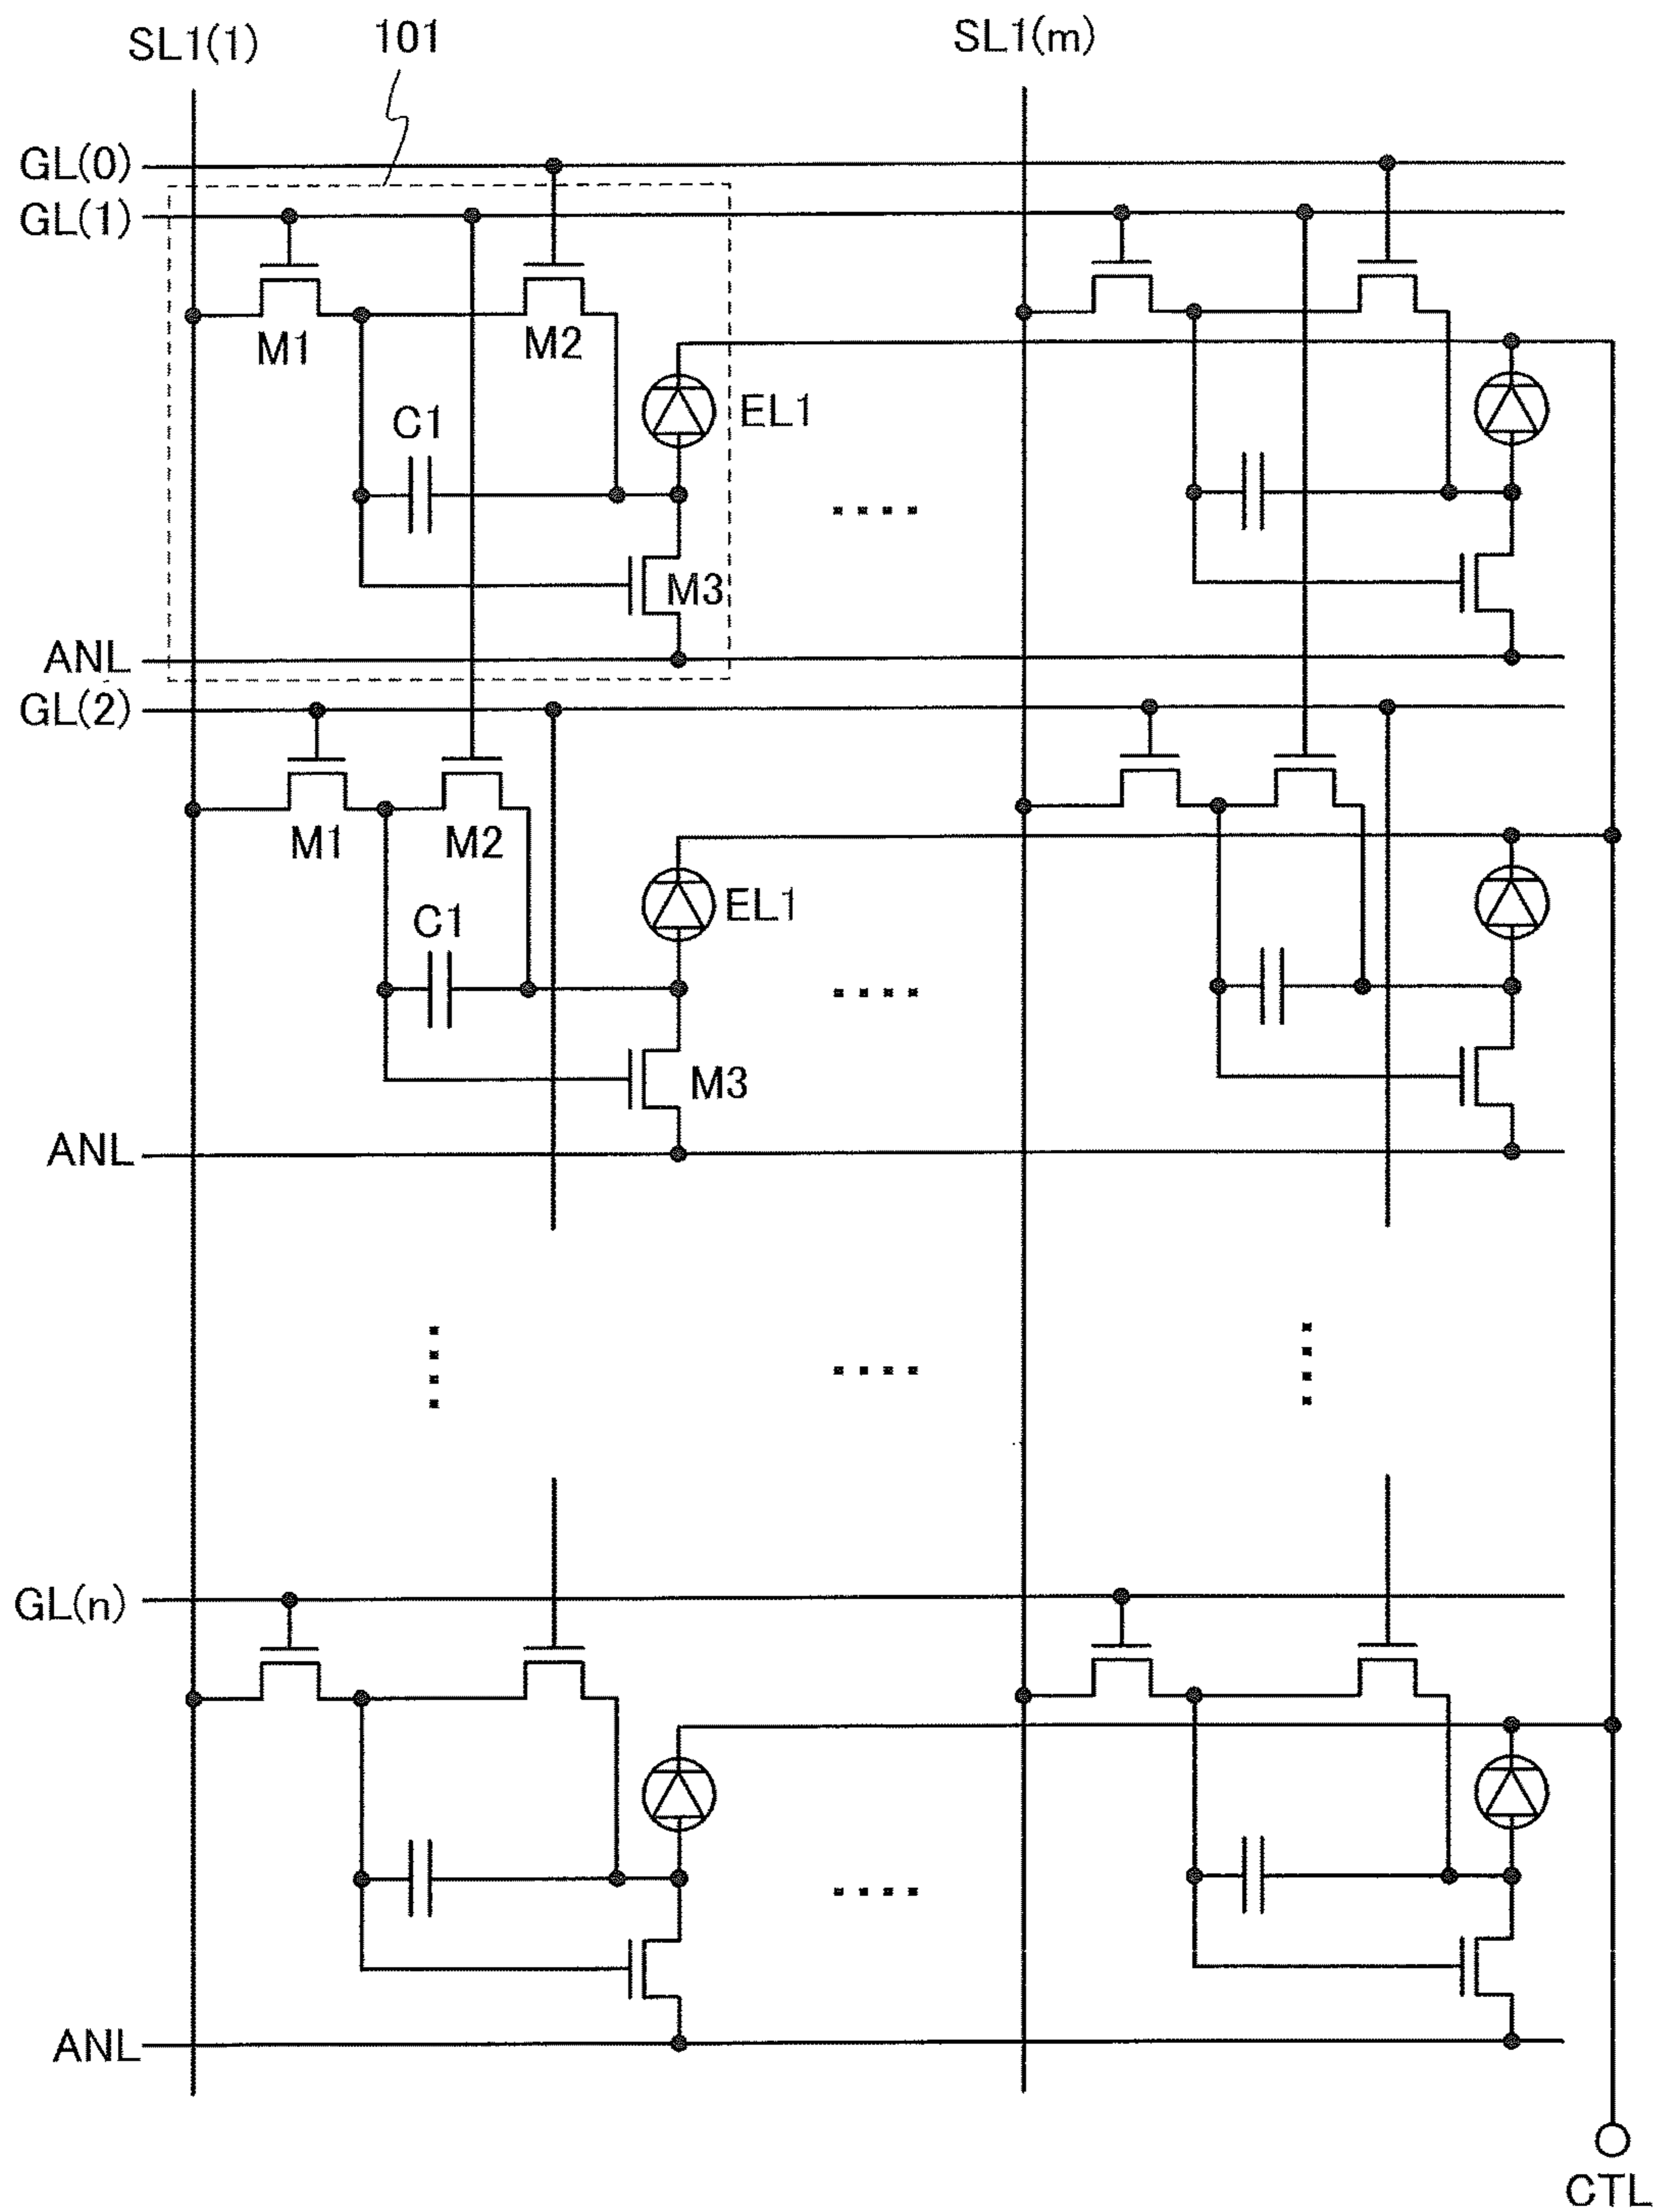 SL1(1)
101
SL1(m)
GL(0)
GL(1)
M1
M2
C1
EL1
M3
ANL
GL(2)
M1
M2
C1
EL1
M3
ANL
GL(n)
ANL
CTL